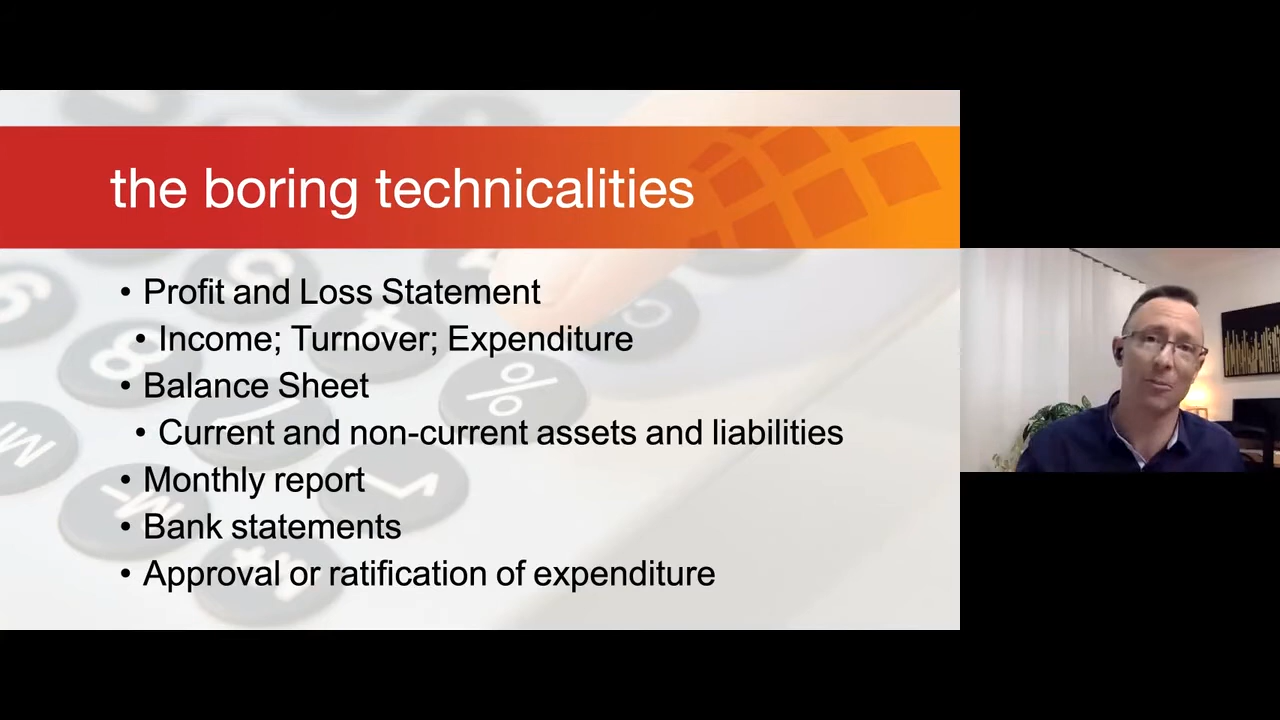 the boring technicalities
• Profit and Loss Statement
• Income; Turnover; Expenditure
• Balance Sheet
• Current and non-current assets and liabilities
• Monthly report
• Bank statements
• Approval or ratification of expenditure